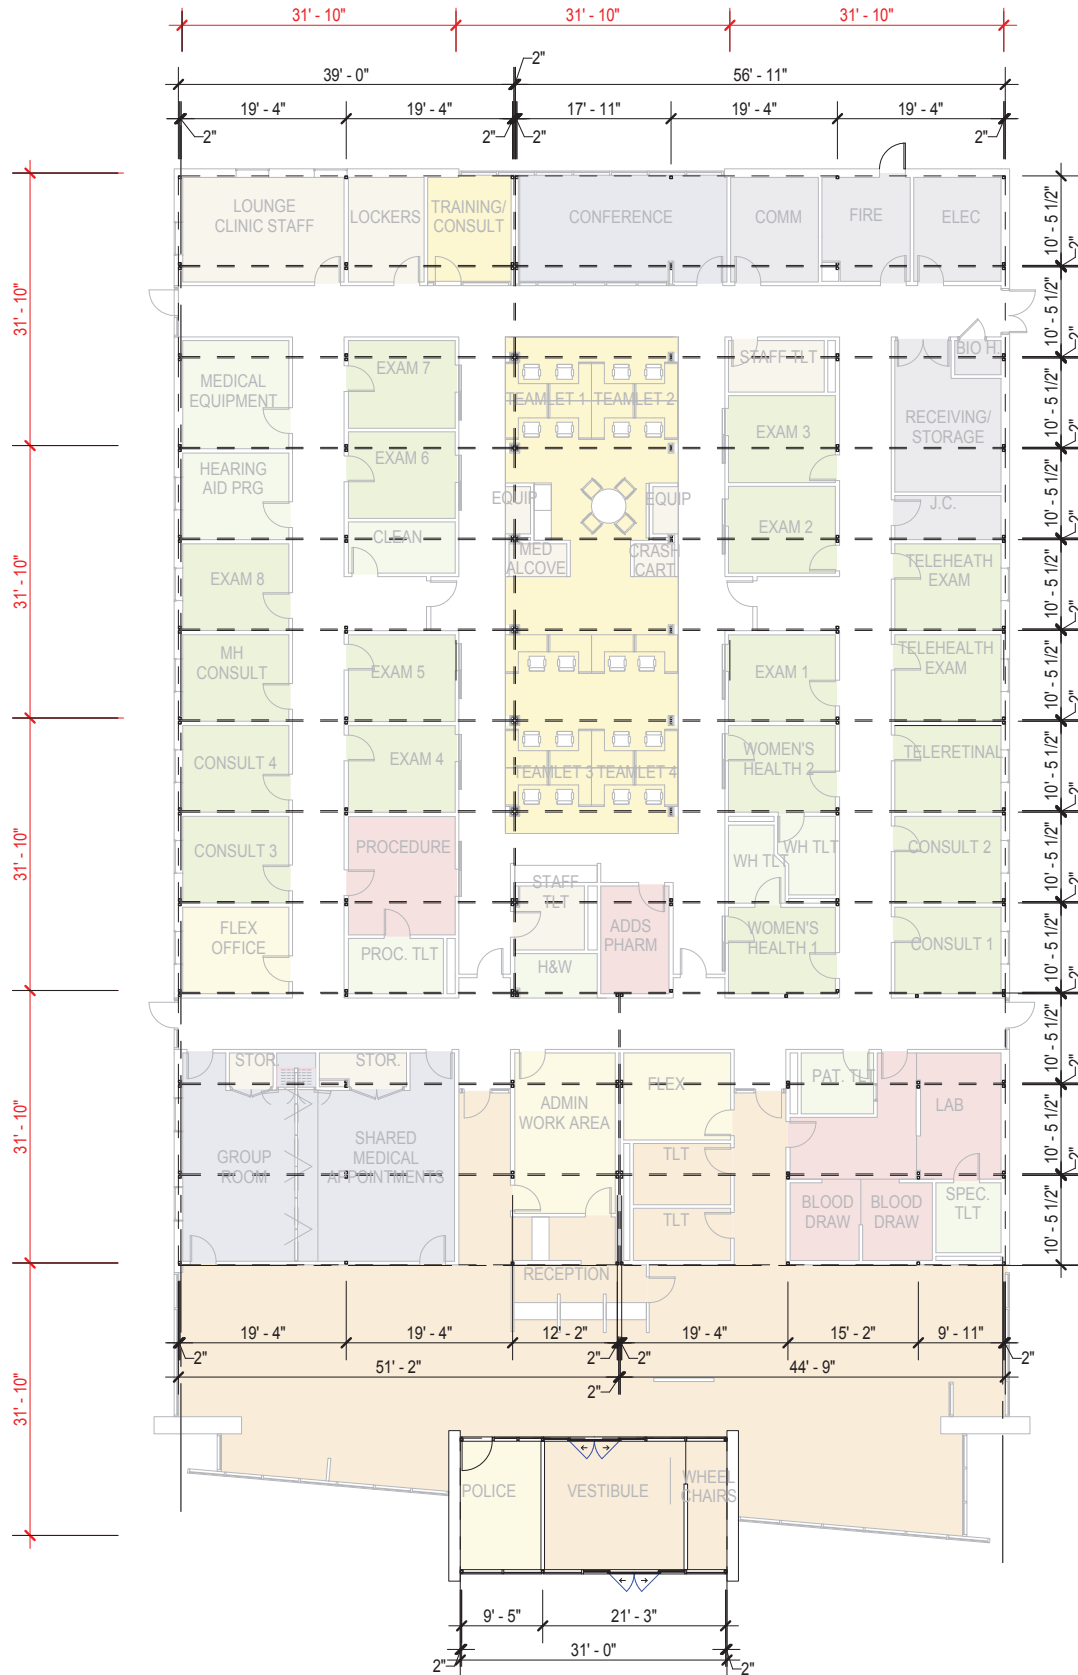 31' - 10"
31' - 10"
31' - 10"
2"
39' - 0"
56' - 11"
19' - 4"
19' - 4"
17' - 11"
19' - 4"
19' - 4"
2"
2"
2"
2"
LOUNGE
CLINIC STAFF
LOCKERS
TRAINING/
CONSULT
CONFERENCE
COMM
FIRE
ELEC
10' - 5 1/2"
2"
31' - 10"
10' - 5 1/2"
2"
MEDICAL
EQUIPMENT
EXAM 7
TEAMLET 1
TEAMLET 2
STAFF TLT
BIO H.
RECEIVING/
STORAGE
10' - 5 1/2"
2"
EXAM 3
HEARING
AID PRG
EXAM 6
EQUIP
EQUIP
J.C.
10' - 5 1/2"
2"
CLEAN
MED
ALCOVE
CRASH
CART
EXAM 2
31' - 10"
EXAM 8
TELEHEATH
EXAM
10' - 5 1/2"
2"
MH
CONSULT
EXAM 5
EXAM 1
TELEHEALTH
EXAM
10' - 5 1/2"
2"
CONSULT 4
EXAM 4
TEAMLET 3
TEAMLET 4
WOMEN'S
HEALTH 2
TELERETINAL
10' - 5 1/2"
2"
31' - 10"
CONSULT 3
PROCEDURE
WH TLT
WH TLT
CONSULT 2
10' - 5 1/2"
2"
FLEX
OFFICE
PROC. TLT
STAFF
TLT
H&W
ADDS
PHARM
WOMEN'S
HEALTH 1
CONSULT 1
10' - 5 1/2"
2"
10' - 5 1/2"
2"
STOR.
STOR.
FLEX
PAT. TLT
LAB
ADMIN
WORK AREA
31' - 10"
GROUP
ROOM
SHARED
MEDICAL
APPOINTMENTS
TLT
10' - 5 1/2"
2"
TLT
BLOOD
DRAW
BLOOD
DRAW
SPEC.
TLT
10' - 5 1/2"
RECEPTION
19' - 4"
19' - 4"
12' - 2"
19' - 4"
15' - 2"
9' - 11"
2"
2"
2"
2"
51' - 2"
44' - 9"
2"
31' - 10"
POLICE
VESTIBULE
WHEEL
CHAIRS
9' - 5"
21' - 3"
31' - 0"
2"
2"